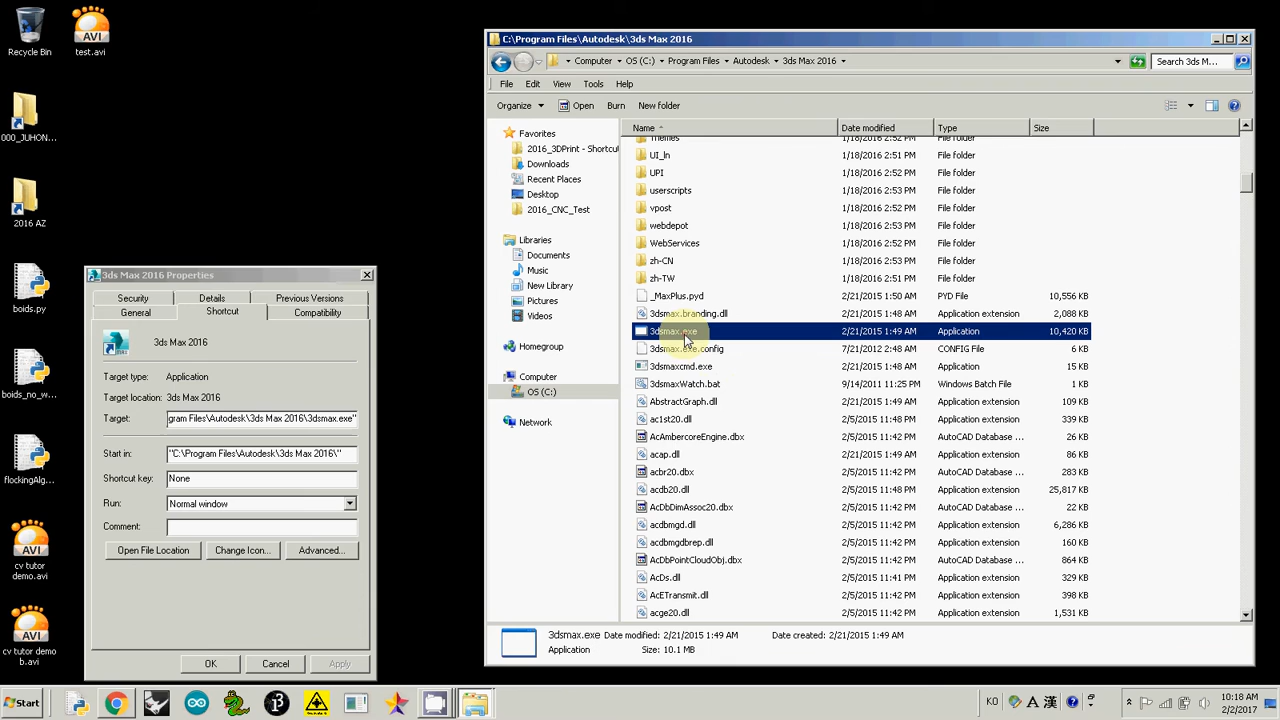 Recycle Bin
test.avi
000_JUHON...
2016 AZ
boids.py
boids_no_w...
flockingAlg...
cv tutor
demo.avi
cv tutor demo
b.avi
3ds Max 2016 Properties
Security
Details
Previous Versions
General
Shortcut
Compatibility
3ds Max 2016
Target type: Application
Target location: 3ds Max 2016
Target: gram Files\Autodesk\3ds Max 2016\3dsmax.exe"
Start in: "C:\Program Files\Autodesk\3ds Max 2016\"
Shortcut key: None
Run: Normal window
Comment:
Open File Location
Change Icon...
Advanced...
OK
Cancel
Apply
C:\Program Files\Autodesk\3ds Max 2016
Computer OS (C:) Program Files Autodesk 3ds Max 2016
Search 3ds M...
File Edit View Tools Help
Organize Open Burn New folder
Favorites
2016_3DPrint - Shortcut
Downloads
Recent Places
Desktop
2016_CNC_Test
Libraries
Documents
Music
New Library
Pictures
Videos
Homegroup
Computer
OS (C:)
Network
Name Date modified Type Size
Themes 1/18/2016 2:51 PM File folder
UI_ln 1/18/2016 2:51 PM File folder
UPI 1/18/2016 2:52 PM File folder
userscripts 1/18/2016 2:51 PM File folder
vpost 1/18/2016 2:52 PM File folder
webdepot 1/18/2016 2:52 PM File folder
WebServices 1/18/2016 2:52 PM File folder
zh-CN 1/18/2016 2:52 PM File folder
zh-TW 1/18/2016 2:51 PM File folder
_MaxPlus.pyd 2/21/2015 1:50 AM PYD File 10,556 KB
3dsmax.branding.dll 2/21/2015 1:48 AM Application extension 2,088 KB
3dsmax.exe 2/21/2015 1:49 AM Application 10,420 KB
3dsmax.exe.config 7/21/2012 2:48 AM CONFIG File 6 KB
3dsmaxcmd.exe 2/21/2015 1:48 AM Application 15 KB
3dsmaxWatch.bat 9/14/2011 11:25 PM Windows Batch File 1 KB
AbstractGraph.dll 2/21/2015 1:48 AM Application extension 109 KB
ac1st20.dll 2/5/2015 11:42 PM Application extension 339 KB
AcAmbercoreEngine.dbx 2/5/2015 11:42 PM AutoCAD Database ... 26 KB
acap.dll 2/21/2015 1:49 AM Application extension 86 KB
acbr20.dbx 2/5/2015 11:42 PM AutoCAD Database ... 283 KB
acdb20.dll 2/5/2015 11:48 PM Application extension 25,817 KB
AcDbDimAssoc20.dbx 2/5/2015 11:42 PM AutoCAD Database ... 22 KB
acdbmgd.dll 2/5/2015 11:43 PM Application extension 6,286 KB
acdbmgdbrep.dll 2/5/2015 11:42 PM Application extension 160 KB
AcDbPointCloudObj.dbx 2/5/2015 11:42 PM AutoCAD Database ... 864 KB
AcDs.dll 2/5/2015 11:41 PM Application extension 329 KB
AcETransmit.dll 2/5/2015 11:42 PM Application extension 398 KB
acge20.dll 2/5/2015 11:42 PM Application extension 1,531 KB
3dsmax.exe Date modified: 2/21/2015 1:49 AM Date created: 2/21/2015 1:49 AM
Application Size: 10.1 MB
Start
KO
A 漢
10:18 AM
2/2/2017